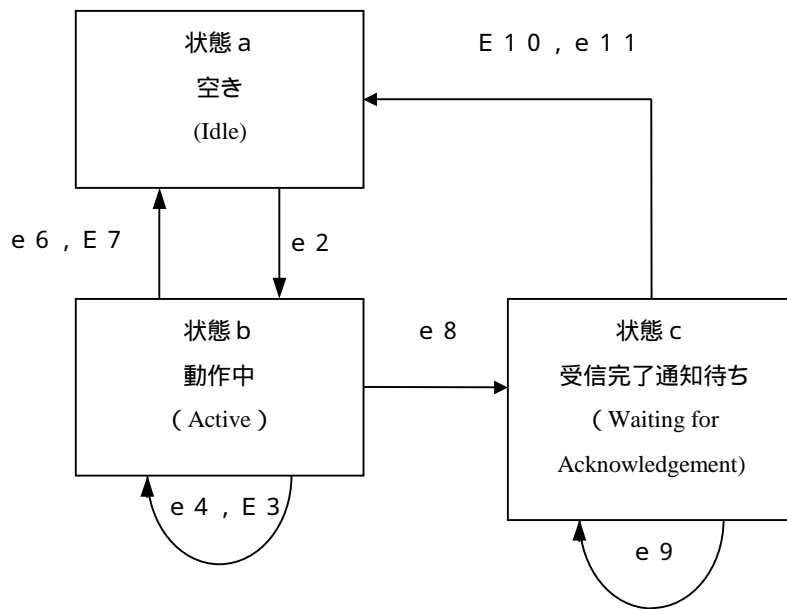 状態a
空き
(Idle)
E10,e11
e6,E7
e2
状態b
動作中
(Active)
e8
状態c
受信完了通知待ち
(Waiting for
Acknowledgement)
e4,E3
e9